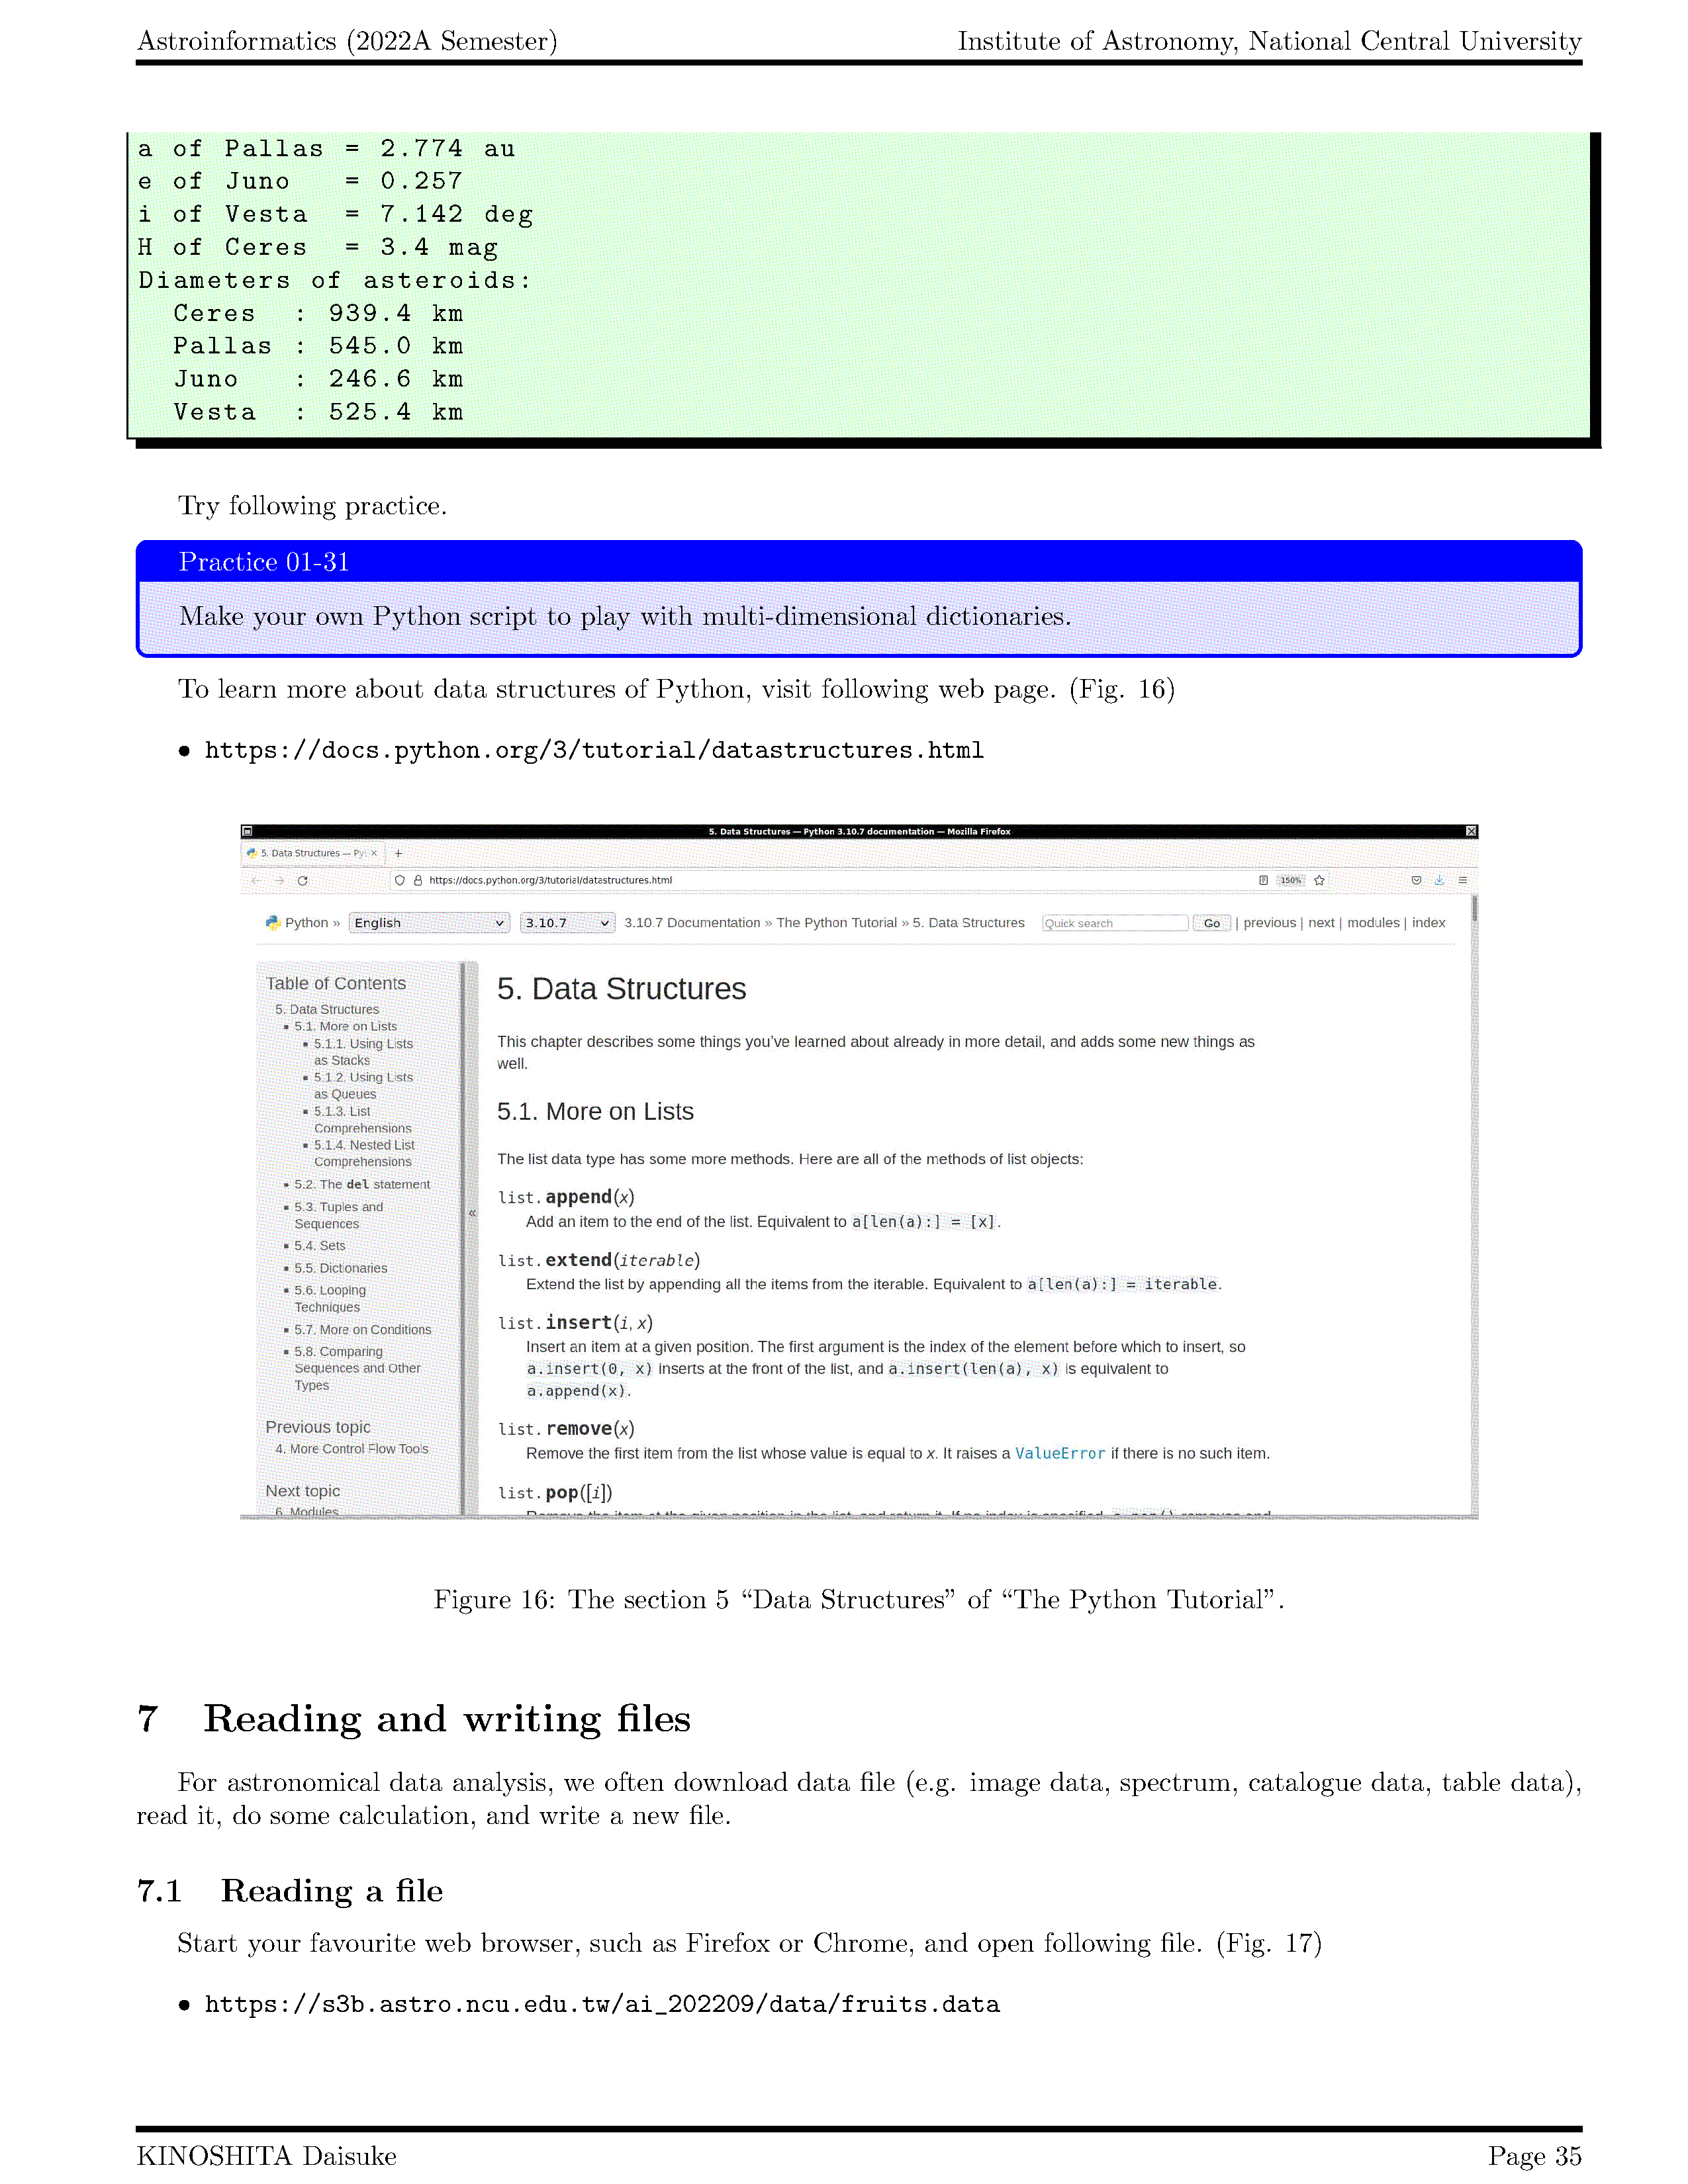 Astroinformatics (2022A Semester) Institute of Astronomy, National Central University
a of Pallas = 2.774 au
e of Juno   = 0.257
i of Vesta  = 7.142 deg
H of Ceres  = 3.4 mag
Diameters of asteroids:
  Ceres  : 939.4 km
  Pallas : 545.0 km
  Juno   : 246.6 km
  Vesta  : 525.4 km
Try following practice.
Practice 01-31
Make your own Python script to play with multi-dimensional dictionaries.
To learn more about data structures of Python, visit following web page. (Fig. 16)
• https://docs.python.org/3/tutorial/datastructures.html
5. Data Structures — Python 3.10.7 documentation — Mozilla Firefox
5. Data Structures — Py × +
https://docs.python.org/3/tutorial/datastructures.html 150%
Python » English 3.10.7 3.10.7 Documentation » The Python Tutorial » 5. Data Structures Quick search Go | previous | next | modules | index
Table of Contents
5. Data Structures
▪ 5.1. More on Lists
▪ 5.1.1. Using Lists
as Stacks
▪ 5.1.2. Using Lists
as Queues
▪ 5.1.3. List
Comprehensions
▪ 5.1.4. Nested List
Comprehensions
▪ 5.2. The del statement
▪ 5.3. Tuples and
Sequences
▪ 5.4. Sets
▪ 5.5. Dictionaries
▪ 5.6. Looping
Techniques
▪ 5.7. More on Conditions
▪ 5.8. Comparing
Sequences and Other
Types
Previous topic
4. More Control Flow Tools
Next topic
6. Modules
«
5. Data Structures
This chapter describes some things you've learned about already in more detail, and adds some new things as
well.
5.1. More on Lists
The list data type has some more methods. Here are all of the methods of list objects:
list.append(x)
Add an item to the end of the list. Equivalent to a[len(a):] = [x].
list.extend(iterable)
Extend the list by appending all the items from the iterable. Equivalent to a[len(a):] = iterable.
list.insert(i, x)
Insert an item at a given position. The first argument is the index of the element before which to insert, so
a.insert(0, x) inserts at the front of the list, and a.insert(len(a), x) is equivalent to
a.append(x).
list.remove(x)
Remove the first item from the list whose value is equal to x. It raises a ValueError if there is no such item.
list.pop([i])
Remove the item at the given position in the list, and return it. If no index is specified, a.pop() removes and
Figure 16: The section 5 “Data Structures” of “The Python Tutorial”.
7 Reading and writing files
For astronomical data analysis, we often download data file (e.g. image data, spectrum, catalogue data, table data),
read it, do some calculation, and write a new file.
7.1 Reading a file
Start your favourite web browser, such as Firefox or Chrome, and open following file. (Fig. 17)
• https://s3b.astro.ncu.edu.tw/ai_202209/data/fruits.data
KINOSHITA Daisuke Page 35